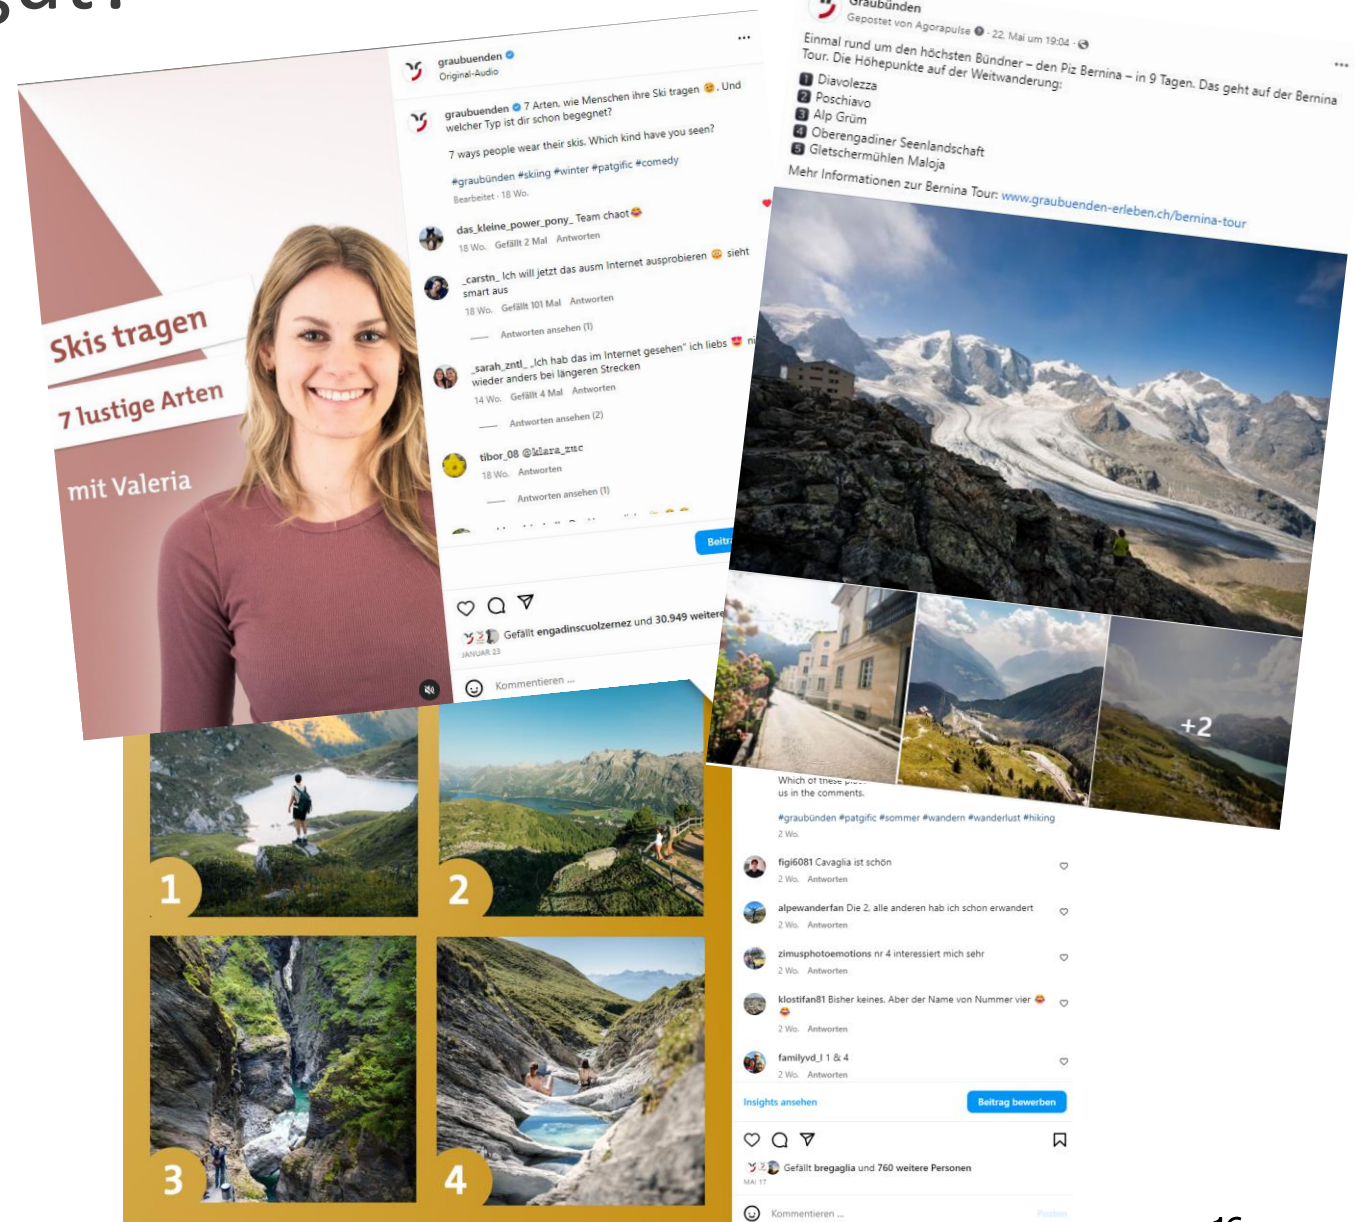 gut?
Skis tragen
7 lustige Arten
mit Valeria
graubuenden
Original-Audio
graubuenden 7 Arten, wie Menschen ihre Ski tragen 😉. Und
welcher Typ ist dir schon begegnet?
7 ways people wear their skis. Which kind have you seen?
#graubünden #skiing #winter #patgific #comedy
Bearbeitet · 18 Wo.
das_kleine_power_pony_ Team chaot😂
18 Wo. Gefällt 2 Mal Antworten
_carstn_ Ich will jetzt das ausm Internet ausprobieren 😳 sieht
smart aus
18 Wo. Gefällt 101 Mal Antworten
Antworten ansehen (1)
_sarah_zntl_ „Ich hab das im Internet gesehen“ ich liebs 😍
wieder anders bei längeren Strecken
14 Wo. Gefällt 4 Mal Antworten
Antworten ansehen (2)
tibor_08 @klara_zuc
18 Wo. Antworten
Antworten ansehen (1)
Gefällt engadinscuolzernez und 30.949 weitere
JANUAR 23
Kommentieren ...
Graubünden
Gepostet von Agorapulse · 22. Mai um 19:04 ·
Einmal rund um den höchsten Bündner – den Piz Bernina – in 9 Tagen. Das geht auf der Bernina
Tour. Die Höhepunkte auf der Weitwanderung:
1 Diavolezza
2 Poschiavo
3 Alp Grüm
4 Oberengadiner Seenlandschaft
5 Gletschermühlen Maloja
Mehr Informationen zur Bernina Tour: www.graubuenden-erleben.ch/bernina-tour
+2
1
2
3
4
Which of these
us in the comments.
#graubünden #patgific #sommer #wandern #wanderlust #hiking
2 Wo.
figi6081 Cavaglia ist schön
2 Wo. Antworten
alpewanderfan Die 2, alle anderen hab ich schon erwandert
2 Wo. Antworten
zimusphotoemotions nr 4 interessiert mich sehr
2 Wo. Antworten
klostifan81 Bisher keines. Aber der Name von Nummer vier 😂
😂
2 Wo. Antworten
familyvd_l 1 & 4
2 Wo. Antworten
Insights ansehen
Beitrag bewerben
Gefällt bregaglia und 760 weitere Personen
MAI 17
Kommentieren ...
Posten